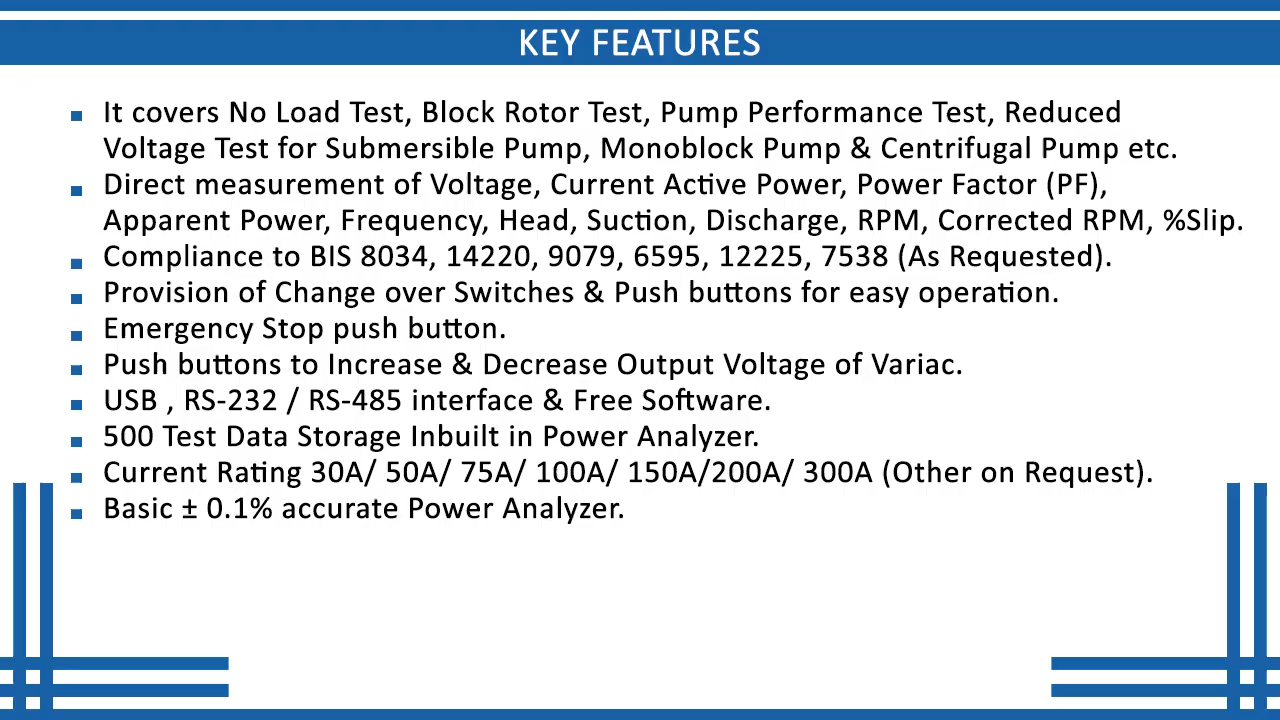 KEY FEATURES
It covers No Load Test, Block Rotor Test, Pump Performance Test, Reduced
Voltage Test for Submersible Pump, Monoblock Pump & Centrifugal Pump etc.
Direct measurement of Voltage, Current Active Power, Power Factor (PF),
Apparent Power, Frequency, Head, Suction, Discharge, RPM, Corrected RPM, %Slip.
Compliance to BIS 8034, 14220, 9079, 6595, 12225, 7538 (As Requested).
Provision of Change over Switches & Push buttons for easy operation.
Emergency Stop push button.
Push buttons to Increase & Decrease Output Voltage of Variac.
USB , RS-232 / RS-485 interface & Free Software.
500 Test Data Storage Inbuilt in Power Analyzer.
Current Rating 30A/ 50A/ 75A/ 100A/ 150A/200A/ 300A (Other on Request).
Basic ± 0.1% accurate Power Analyzer.